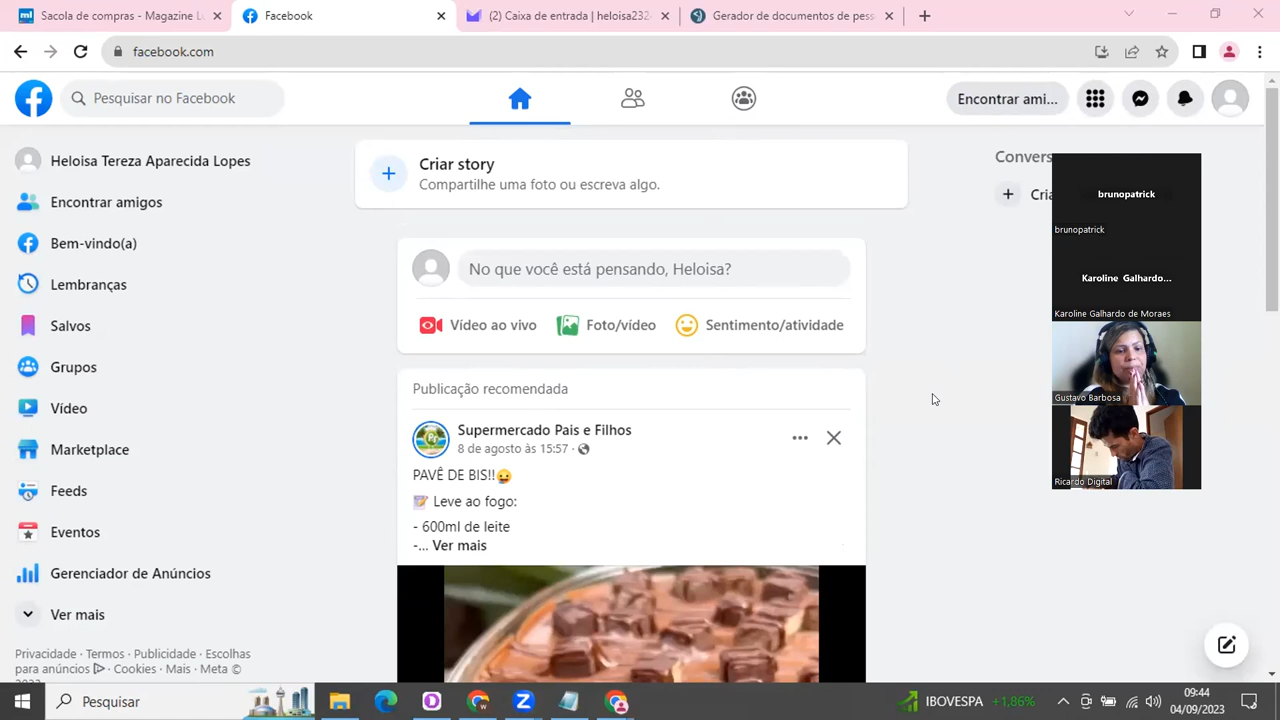 Sacola de compras - Magazine L
Facebook
(2) Caixa de entrada | heloisa232
Gerador de documentos de pess
facebook.com
Pesquisar no Facebook
Encontrar ami...
Heloisa Tereza Aparecida Lopes
Encontrar amigos
Bem-vindo(a)
Lembranças
Salvos
Grupos
Vídeo
Marketplace
Feeds
Eventos
Gerenciador de Anúncios
Ver mais
Privacidade · Termos · Publicidade · Escolhas
para anúncios · Cookies · Mais · Meta ©
Criar story
Compartilhe uma foto ou escreva algo.
No que você está pensando, Heloisa?
Vídeo ao vivo
Foto/vídeo
Sentimento/atividade
Publicação recomendada
Supermercado Pais e Filhos
8 de agosto às 15:57 ·
PAVÊ DE BIS!!😛
📝 Leve ao fogo:
- 600ml de leite
-... Ver mais
Convers
Cria
brunopatrick
brunopatrick
Karoline Galhardo...
Karoline Galhardo de Moraes
Gustavo Barbosa
Ricardo Digital
Pesquisar
IBOVESPA +1,86%
09:44
04/09/2023